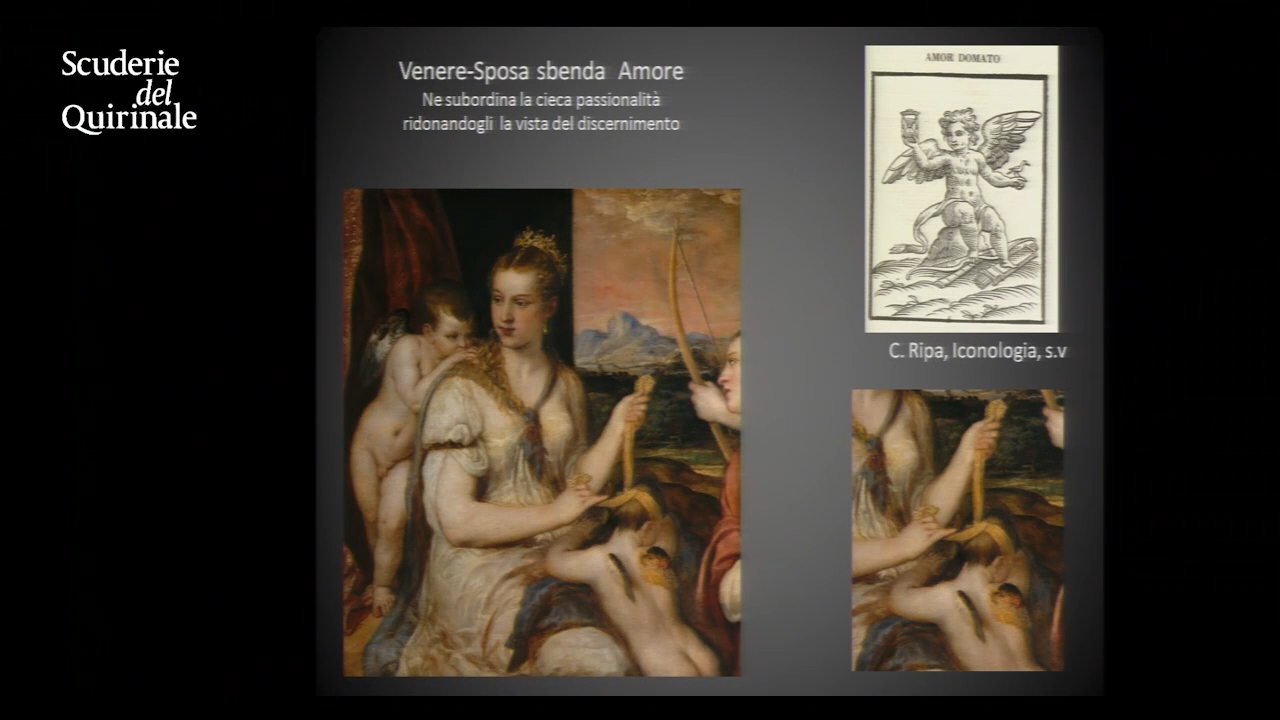 Scuderie
del
Quirinale
Venere-Sposa sbenda Amore
Ne subordina la cieca passionalità
ridonandogli la vista del discernimento
AMOR DOMATO
C. Ripa, Iconologia, s.v